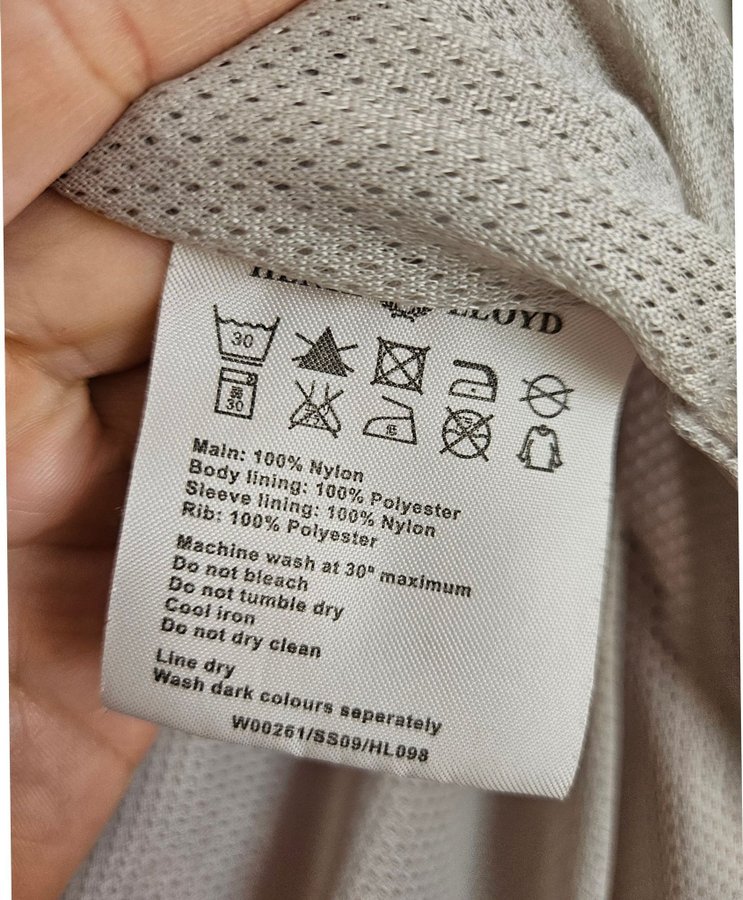 LLOYD
30
30
Main: 100% Nylon
Body lining: 100% Polyester
Sleeve lining: 100% Nylon
Rib: 100% Polyester
Machine wash at 30º maximum
Do not bleach
Do not tumble dry
Cool iron
Do not dry clean
Line dry
Wash dark colours seperately
W00261/SS09/HL098